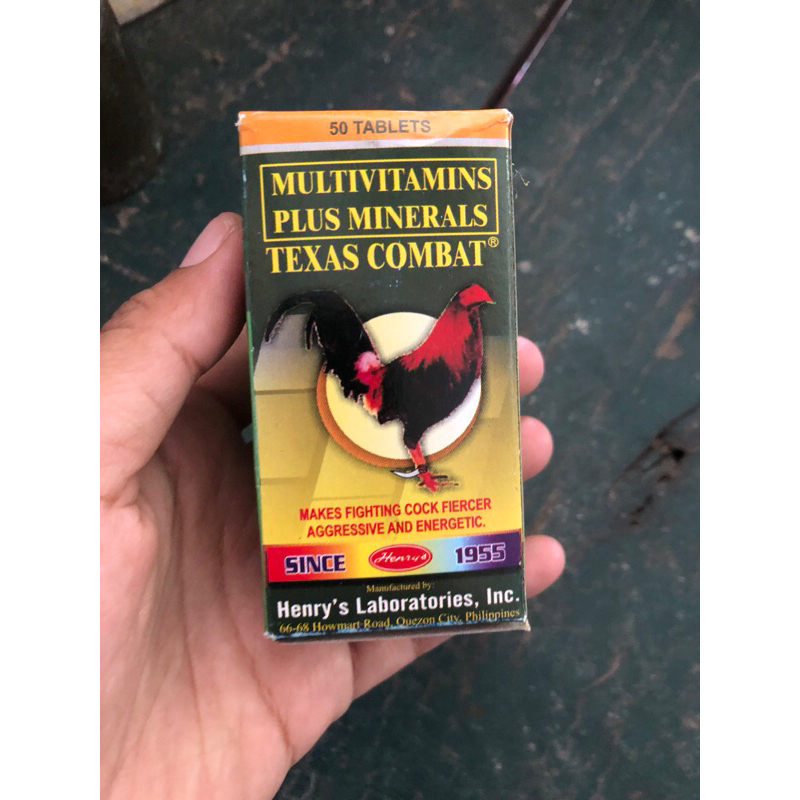 50 TABLETS
MULTIVITAMINS
PLUS MINERALS
TEXAS COMBAT®
MAKES FIGHTING COCK FIERCER
AGGRESSIVE AND ENERGETIC.
SINCE Henry's 1955
Manufactured by:
Henry's Laboratories, Inc.
66-68 Howmart Road, Quezon City, Philippines